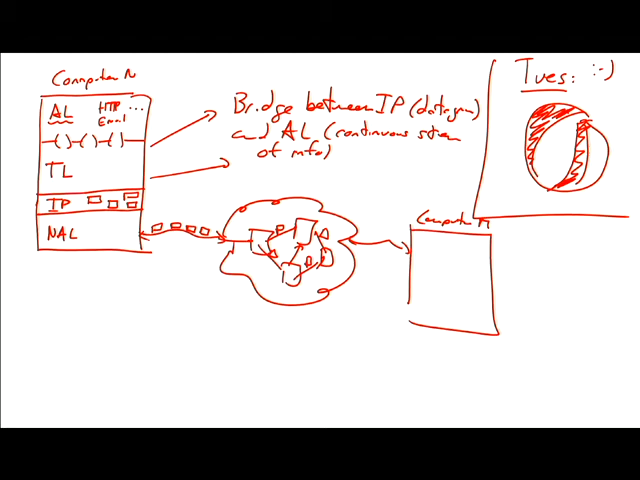 Computer N
AL HTTP ...
Email
TL
IP
NAL
Bridge between IP (datagram)
and AL (continuous stream
of info)
Tues: :-)
Computer M